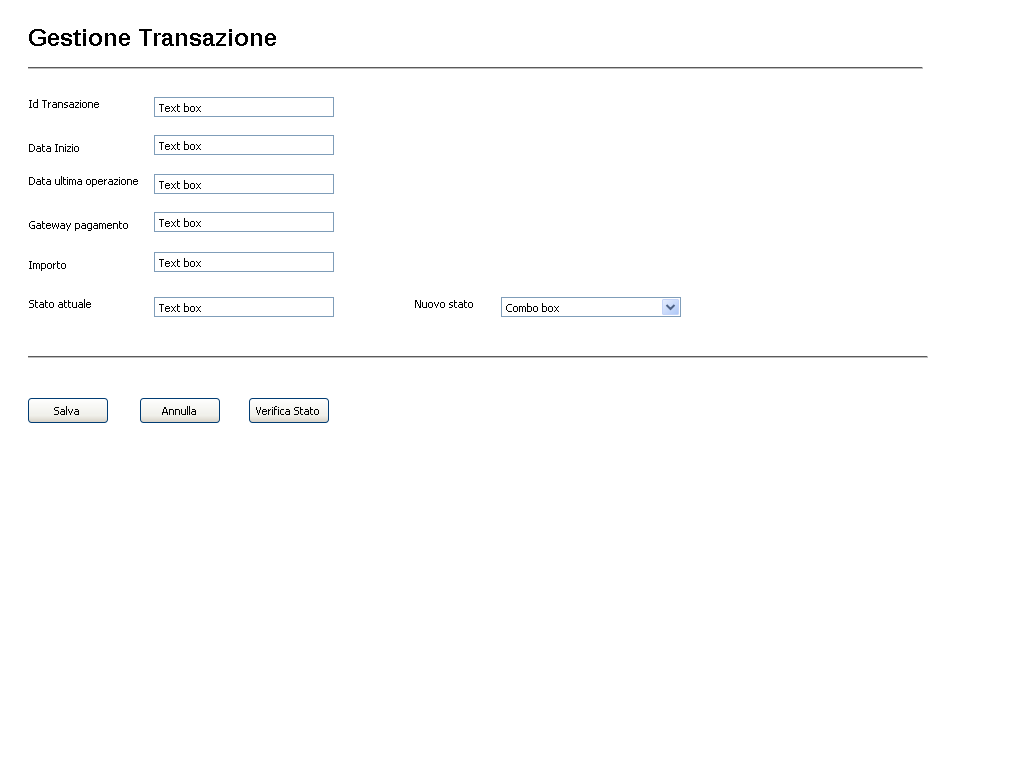 Gestione Transazione
Id Transazione Text box
Data Inizio Text box
Data ultima operazione Text box
Gateway pagamento Text box
Importo Text box
Stato attuale Text box Nuovo stato Combo box
Salva Annulla Verifica Stato